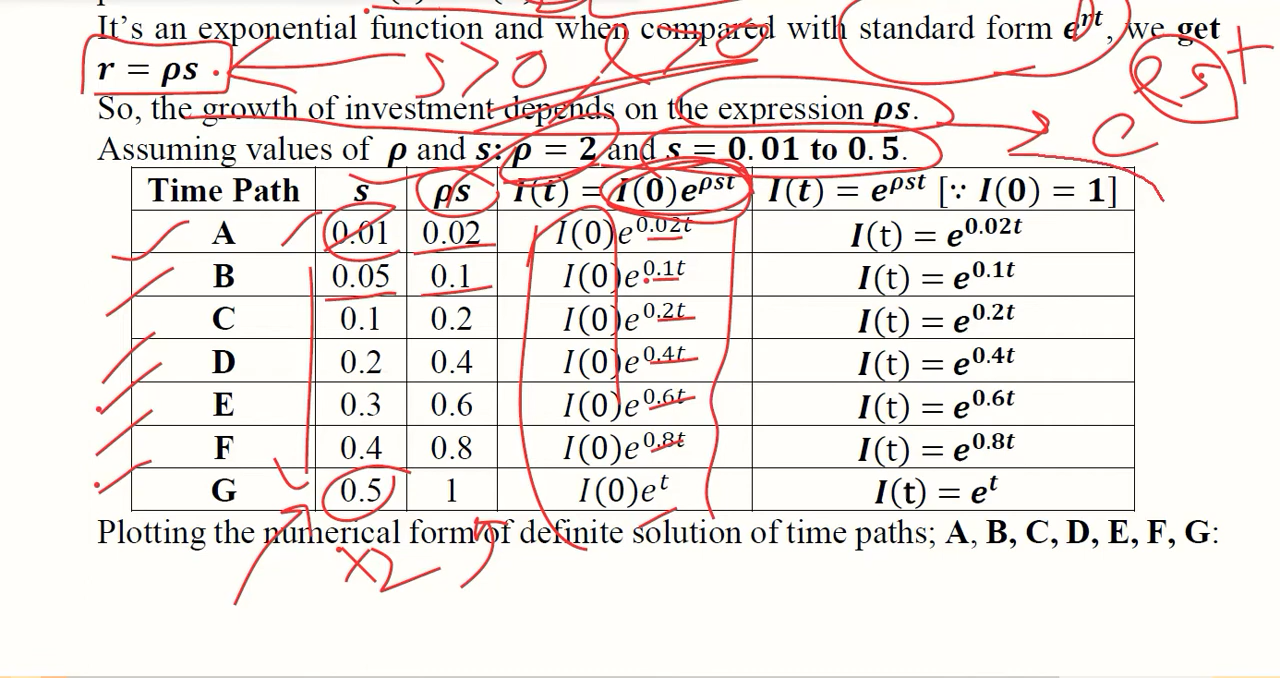 It's an exponential function and when compared with standard form e^rt, we get
r = ρs.
So, the growth of investment depends on the expression ρs.
Assuming values of ρ and s: ρ = 2 and s = 0.01 to 0.5.
Time Path s ρs I(t) = I(0)e^ρst I(t) = e^ρst [∵ I(0) = 1]
A 0.01 0.02 I(0)e^0.02t I(t) = e^0.02t
B 0.05 0.1 I(0)e^0.1t I(t) = e^0.1t
C 0.1 0.2 I(0)e^0.2t I(t) = e^0.2t
D 0.2 0.4 I(0)e^0.4t I(t) = e^0.4t
E 0.3 0.6 I(0)e^0.6t I(t) = e^0.6t
F 0.4 0.8 I(0)e^0.8t I(t) = e^0.8t
G 0.5 1 I(0)e^t I(t) = e^t
Plotting the numerical form of definite solution of time paths; A, B, C, D, E, F, G:
×2